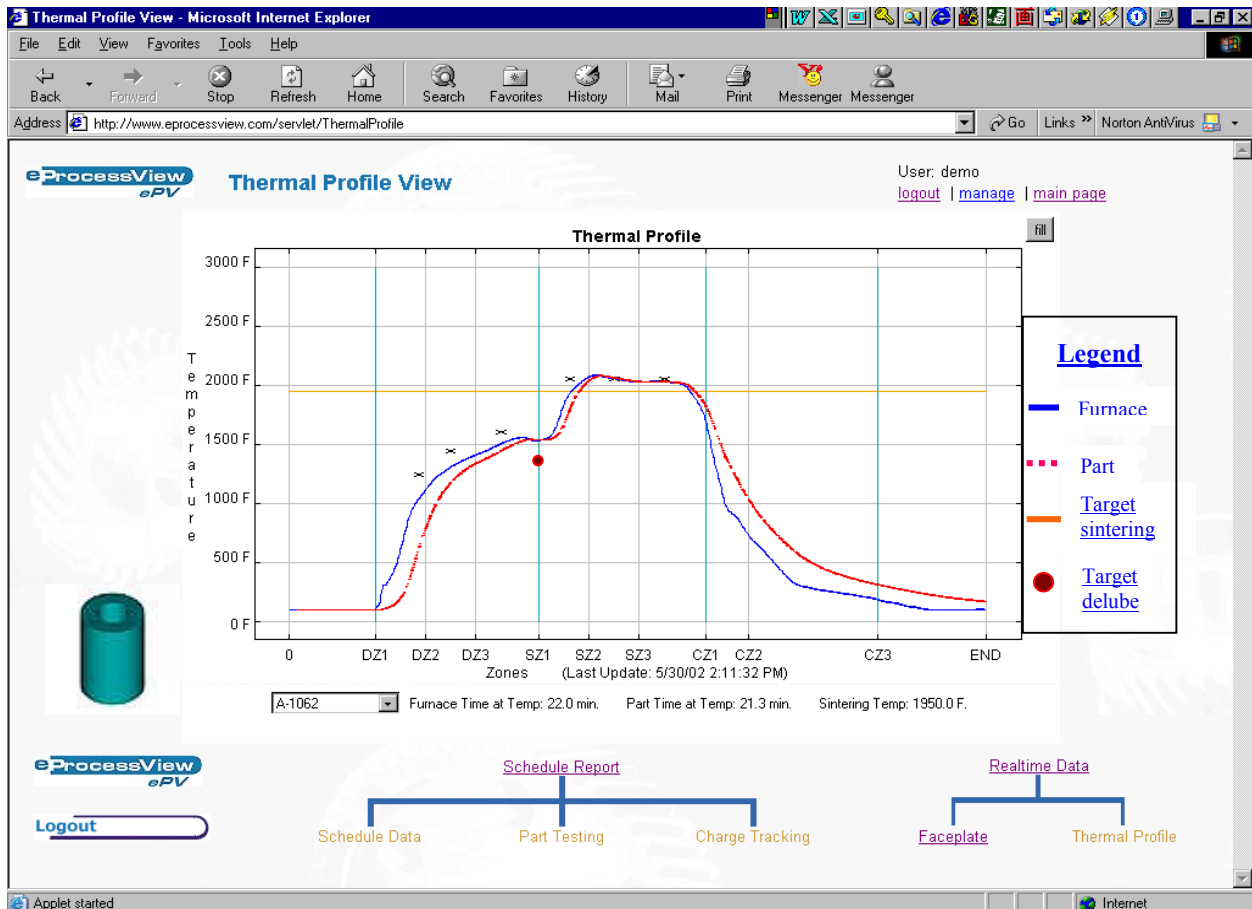 Thermal Profile View - Microsoft Internet Explorer
File Edit View Favorites Tools Help
Back Forward Stop Refresh Home Search Favorites History Mail Print Messenger Messenger
Address http://www.eprocessview.com/servlet/ThermalProfile Go Links » Norton AntiVirus
eProcessView
ePV
Thermal Profile View
User: demo
logout | manage | main page
Thermal Profile
fill
3000 F
2500 F
2000 F
1500 F
1000 F
500 F
0 F
Temperature
0 DZ1 DZ2 DZ3 SZ1 SZ2 SZ3 CZ1 CZ2 CZ3 END
Zones (Last Update: 5/30/02 2:11:32 PM)
Legend
Furnace
Part
Target
sintering
Target
delube
A-1062 Furnace Time at Temp: 22.0 min. Part Time at Temp: 21.3 min. Sintering Temp: 1950.0 F.
eProcessView
ePV
Schedule Report
Realtime Data
Logout
Schedule Data Part Testing Charge Tracking Faceplate Thermal Profile
Applet started Internet